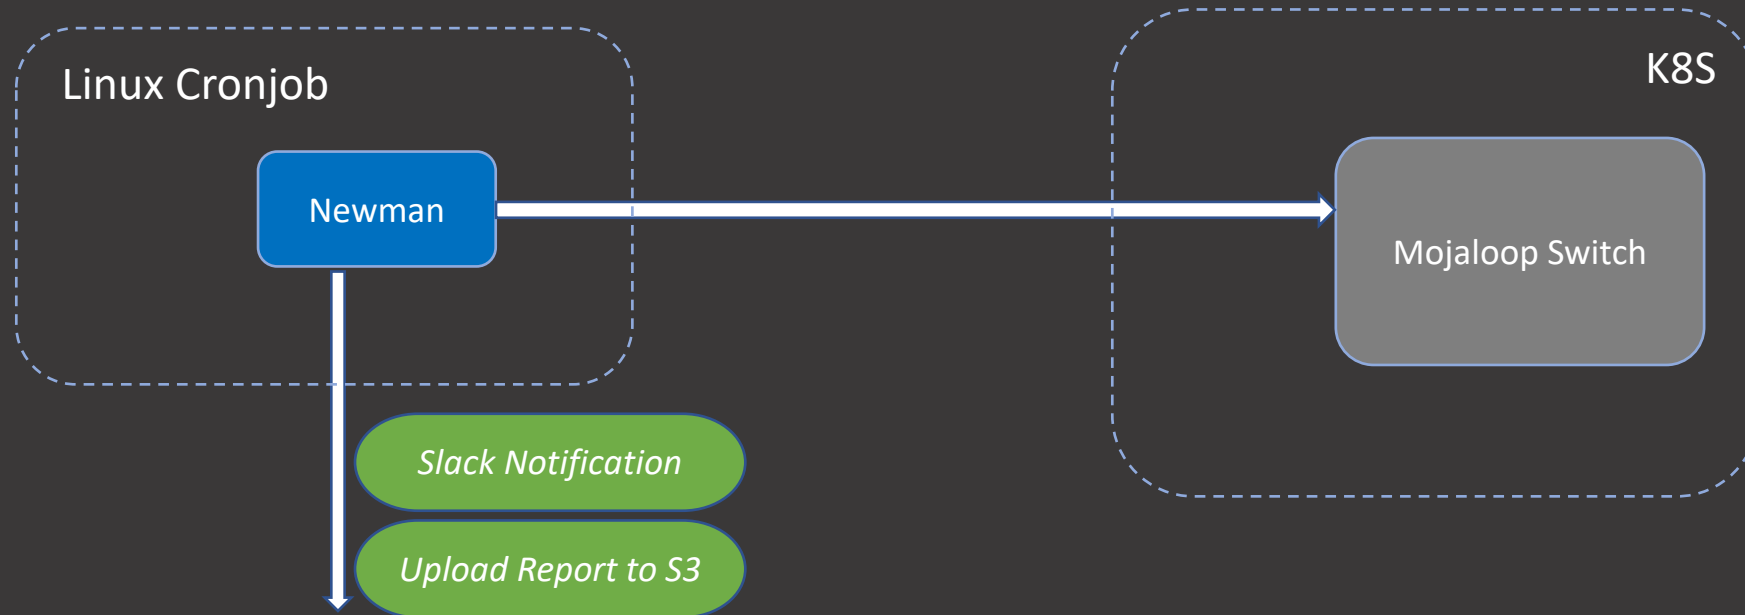 Linux Cronjob
K8S
Newman
Mojaloop Switch
Slack Notification
Upload Report to S3